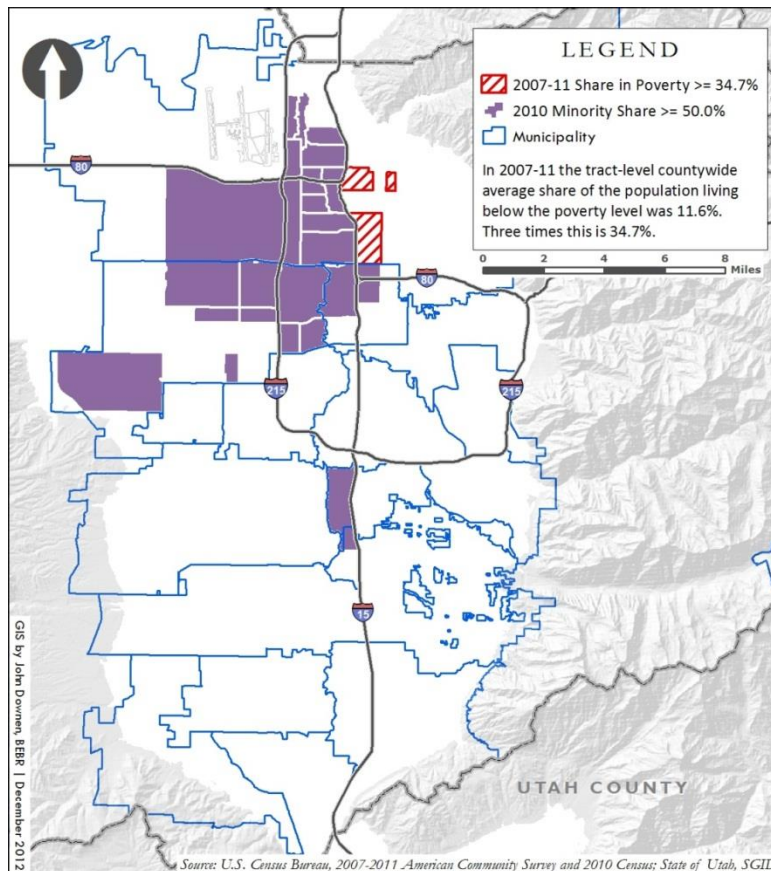 LEGEND
2007-11 Share in Poverty >= 34.7%
2010 Minority Share >= 50.0%
Municipality
In 2007-11 the tract-level countywide
average share of the population living
below the poverty level was 11.6%.
Three times this is 34.7%.
0 2 4 6 8
Miles
80
80
215
215
15
UTAH COUNTY
GIS by John Downen, BEBR | December 2012
Source: U.S. Census Bureau, 2007-2011 American Community Survey and 2010 Census; State of Utah, SGID